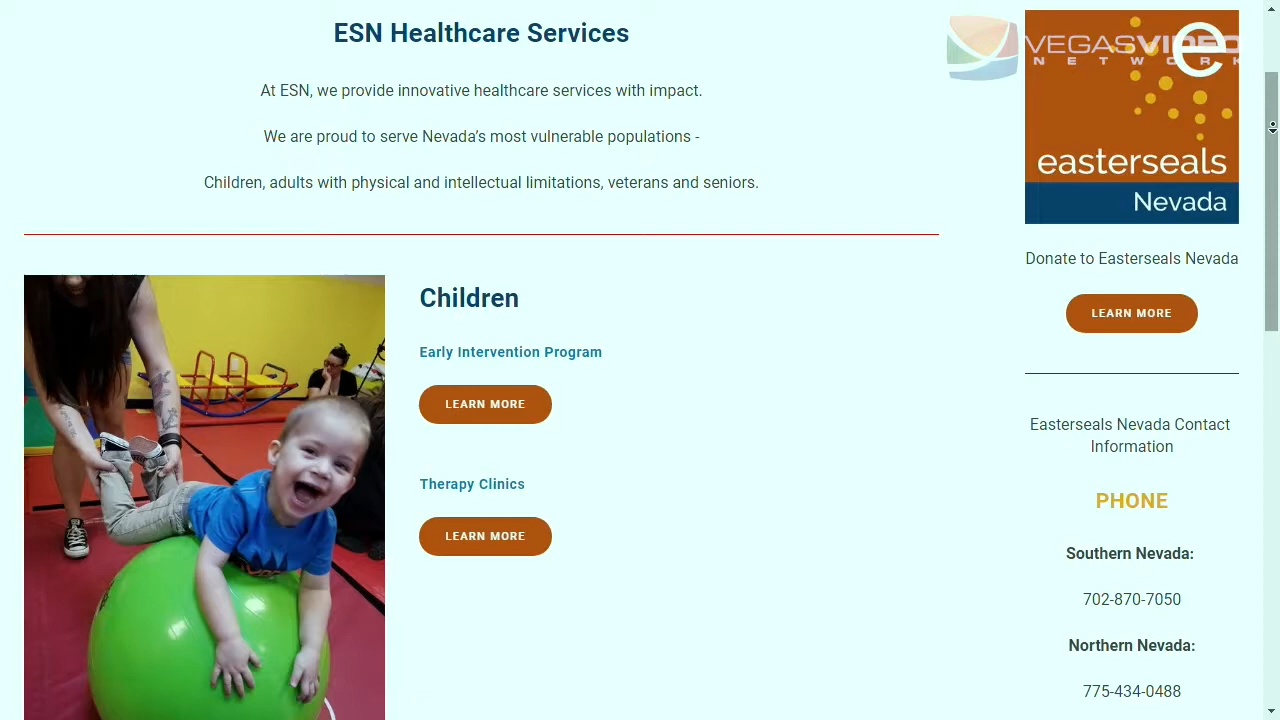 ESN Healthcare Services
At ESN, we provide innovative healthcare services with impact.
We are proud to serve Nevada’s most vulnerable populations -
Children, adults with physical and intellectual limitations, veterans and seniors.
Children
Early Intervention Program
LEARN MORE
Therapy Clinics
LEARN MORE
VEGASVIDEO
NETWORK
e
easterseals
Nevada
Donate to Easterseals Nevada
LEARN MORE
Easterseals Nevada Contact
Information
PHONE
Southern Nevada:
702-870-7050
Northern Nevada:
775-434-0488